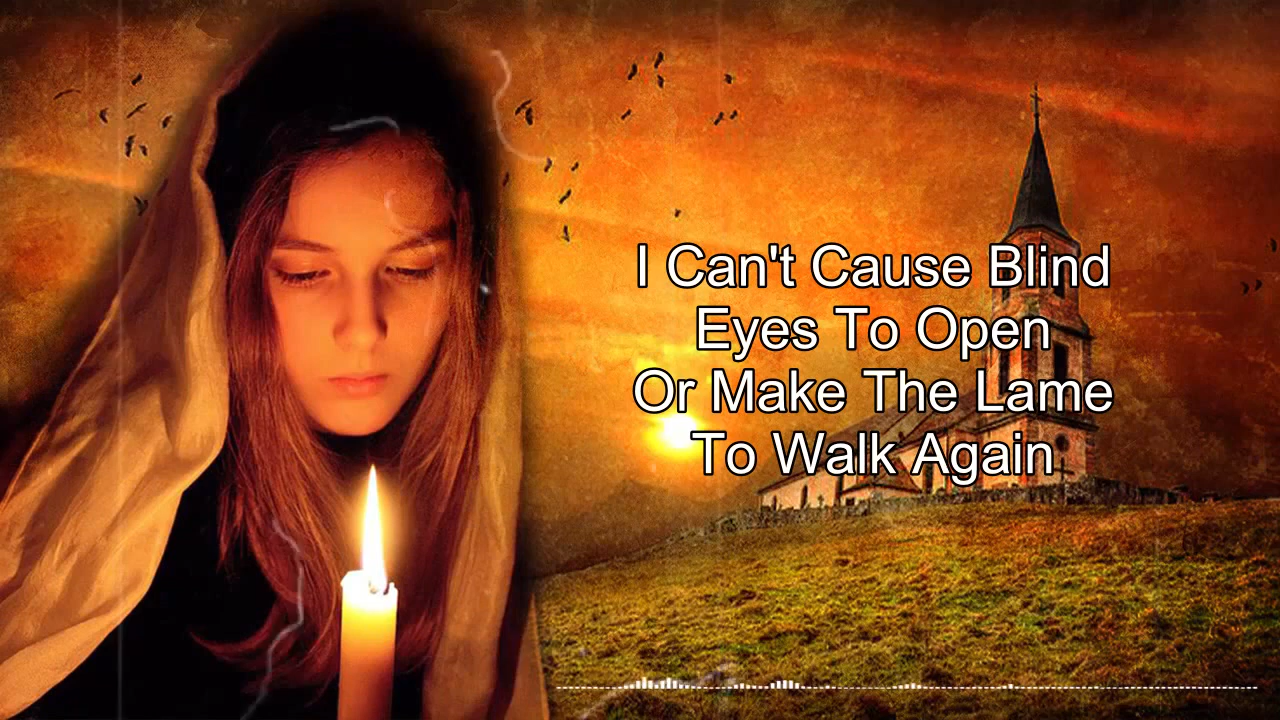 I Can't Cause Blind
Eyes To Open
Or Make The Lame
To Walk Again